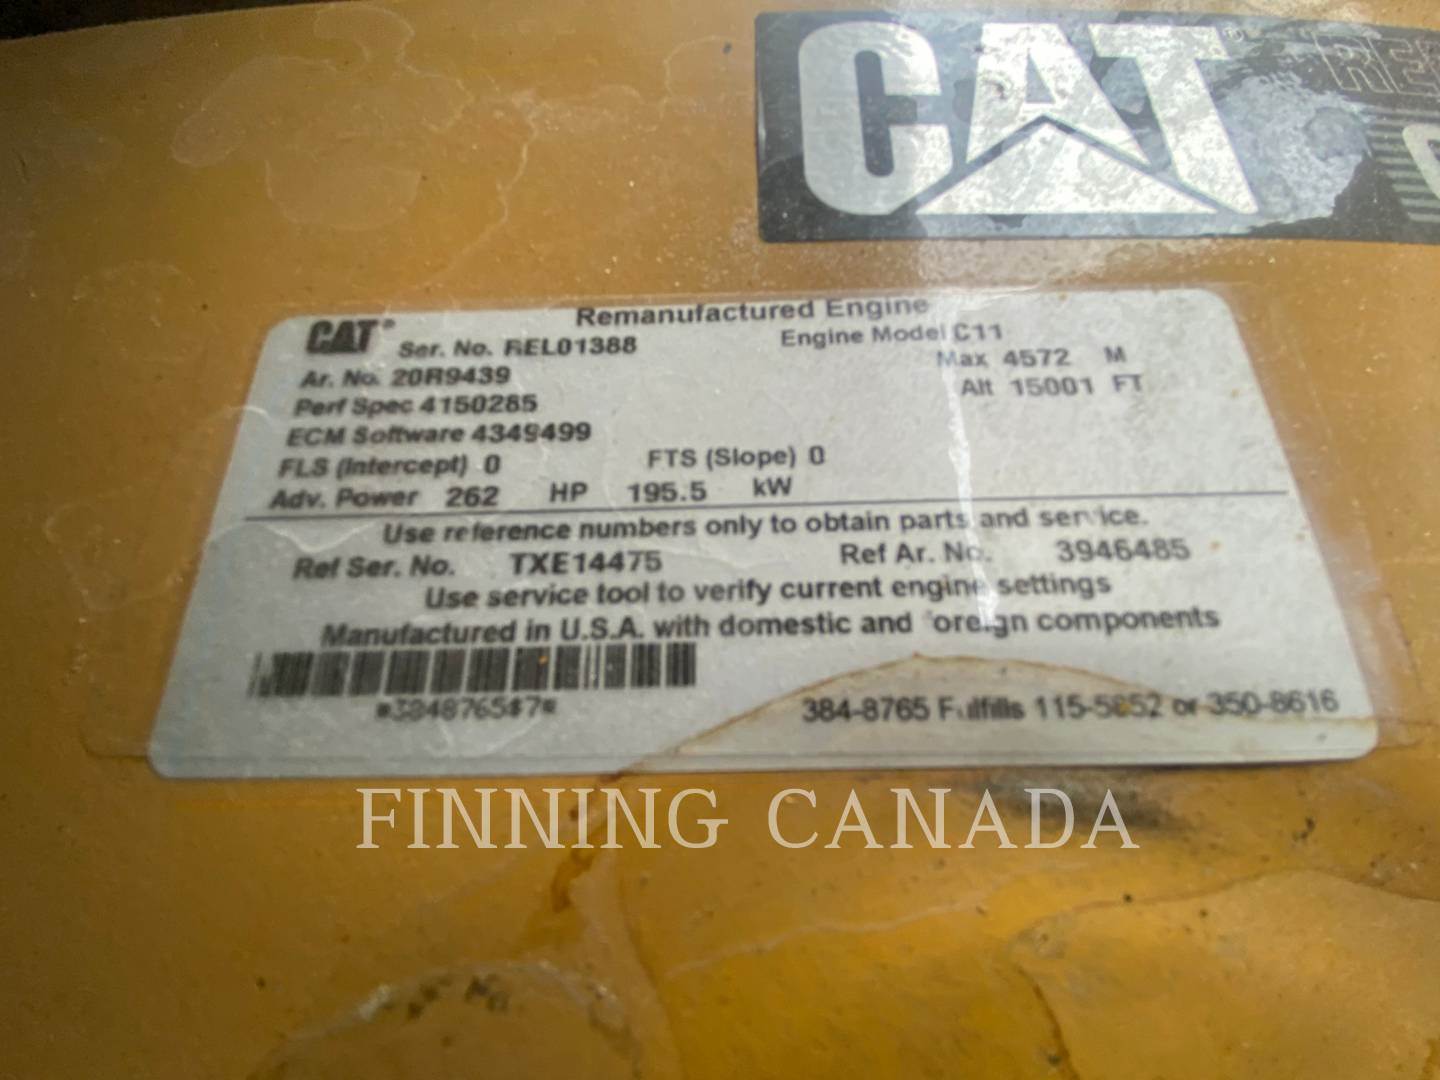 CAT®
CAT®
Remanufactured Engine
Ser. No. REL01388
Engine Model C11
Ar. No. 20R9439
Max 4572 M
Perf Spec 4150285
Alt 15001 FT
ECM Software 4349499
FLS (Intercept) 0 FTS (Slope) 0
Adv. Power 262 HP 195.5 kW
Use reference numbers only to obtain parts and service.
Ref Ser. No. TXE14475 Ref Ar. No. 3946485
Use service tool to verify current engine settings
Manufactured in U.S.A. with domestic and foreign components
384-8765 Fulfills or 350-8616
FINNING CANADA